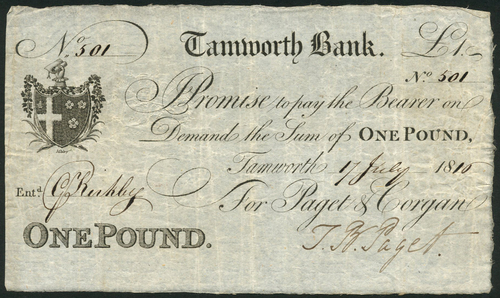 No. 501 Tamworth Bank. £1
No. 501
I Promise to pay the Bearer on
Demand the Sum of ONE POUND,
Tamworth 17 July 1810
Entd. G Kirkby For Paget & Corgan
ONE POUND. T. B. Paget.